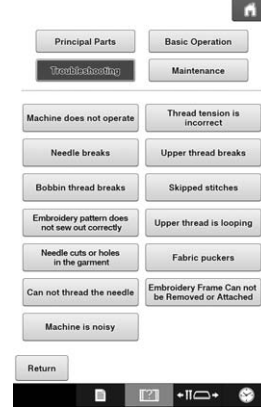 Principal Parts
Basic Operation
Troubleshooting
Maintenance
Machine does not operate
Thread tension is
incorrect
Needle breaks
Upper thread breaks
Bobbin thread breaks
Skipped stitches
Embroidery pattern does
not sew out correctly
Upper thread is looping
Needle cuts or holes
in the garment
Fabric puckers
Can not thread the needle
Embroidery Frame Can not
be Removed or Attached
Machine is noisy
Return
?